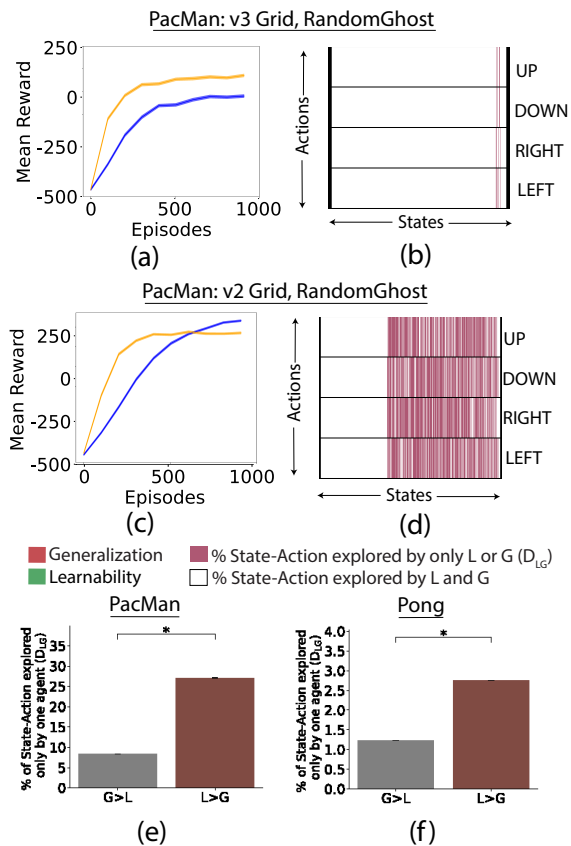 PacMan: v3 Grid, RandomGhost
250
0
-250
-500
Mean Reward
0
500
1000
Episodes
(a)
Actions
UP
DOWN
RIGHT
LEFT
States
(b)
PacMan: v2 Grid, RandomGhost
250
0
-250
-500
Mean Reward
0
500
1000
Episodes
(c)
Actions
UP
DOWN
RIGHT
LEFT
States
(d)
Generalization
Learnability
% State-Action explored by only L or G (D_LG)
% State-Action explored by L and G
PacMan
% of State-Action explored
only by one agent (D_LG)
35
30
25
20
15
10
5
0
*
G>L
L>G
(e)
Pong
% of State-Action explored
only by one agent (D_LG)
4.0
3.5
3.0
2.5
2.0
1.5
1.0
0.5
0.0
*
G>L
L>G
(f)